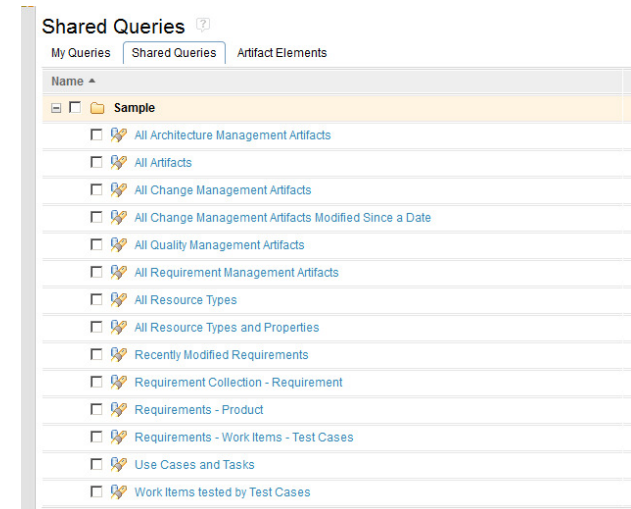 Shared Queries ?
My Queries Shared Queries Artifact Elements
Name
Sample
All Architecture Management Artifacts
All Artifacts
All Change Management Artifacts
All Change Management Artifacts Modified Since a Date
All Quality Management Artifacts
All Requirement Management Artifacts
All Resource Types
All Resource Types and Properties
Recently Modified Requirements
Requirement Collection - Requirement
Requirements - Product
Requirements - Work Items - Test Cases
Use Cases and Tasks
Work Items tested by Test Cases